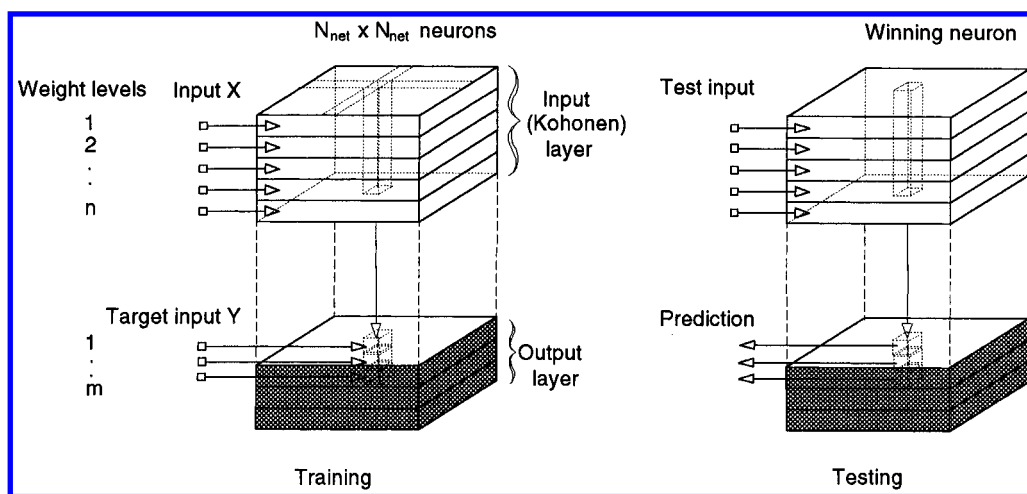 N_net x N_net neurons
Winning neuron
Weight levels
Input X
Input
(Kohonen)
layer
Test input
1
2
.
.
n
Target input Y
Prediction
1
.
.
m
Output
layer
Training
Testing